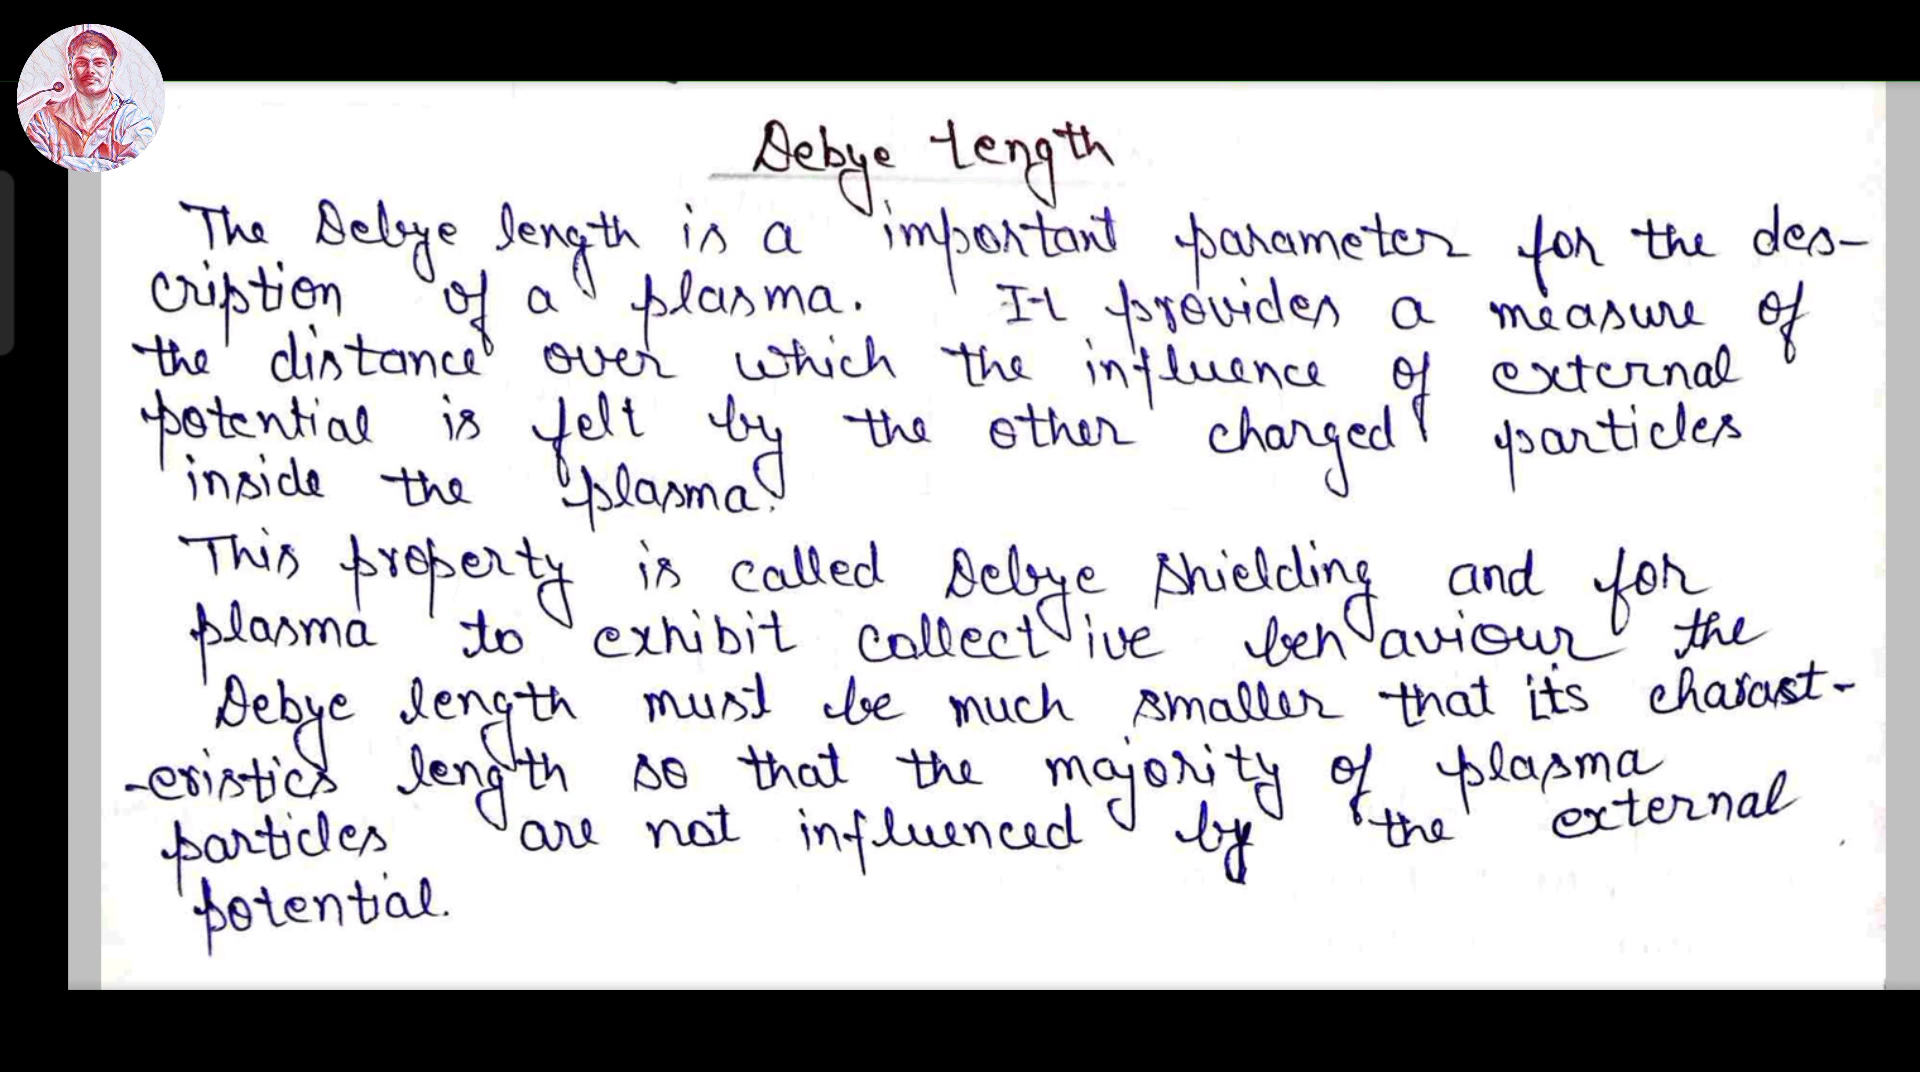 Debye length
The Debye length is a important parameter for the des-
cription of a plasma. It provides a measure of
the distance over which the influence of external
potential is felt by the other charged particles
inside the plasma.
This property is called Debye shielding and for
plasma to exhibit collective behaviour the
Debye length must be much smaller that its charast-
-eristics length so that the majority of plasma
particles are not influenced by the external
potential.